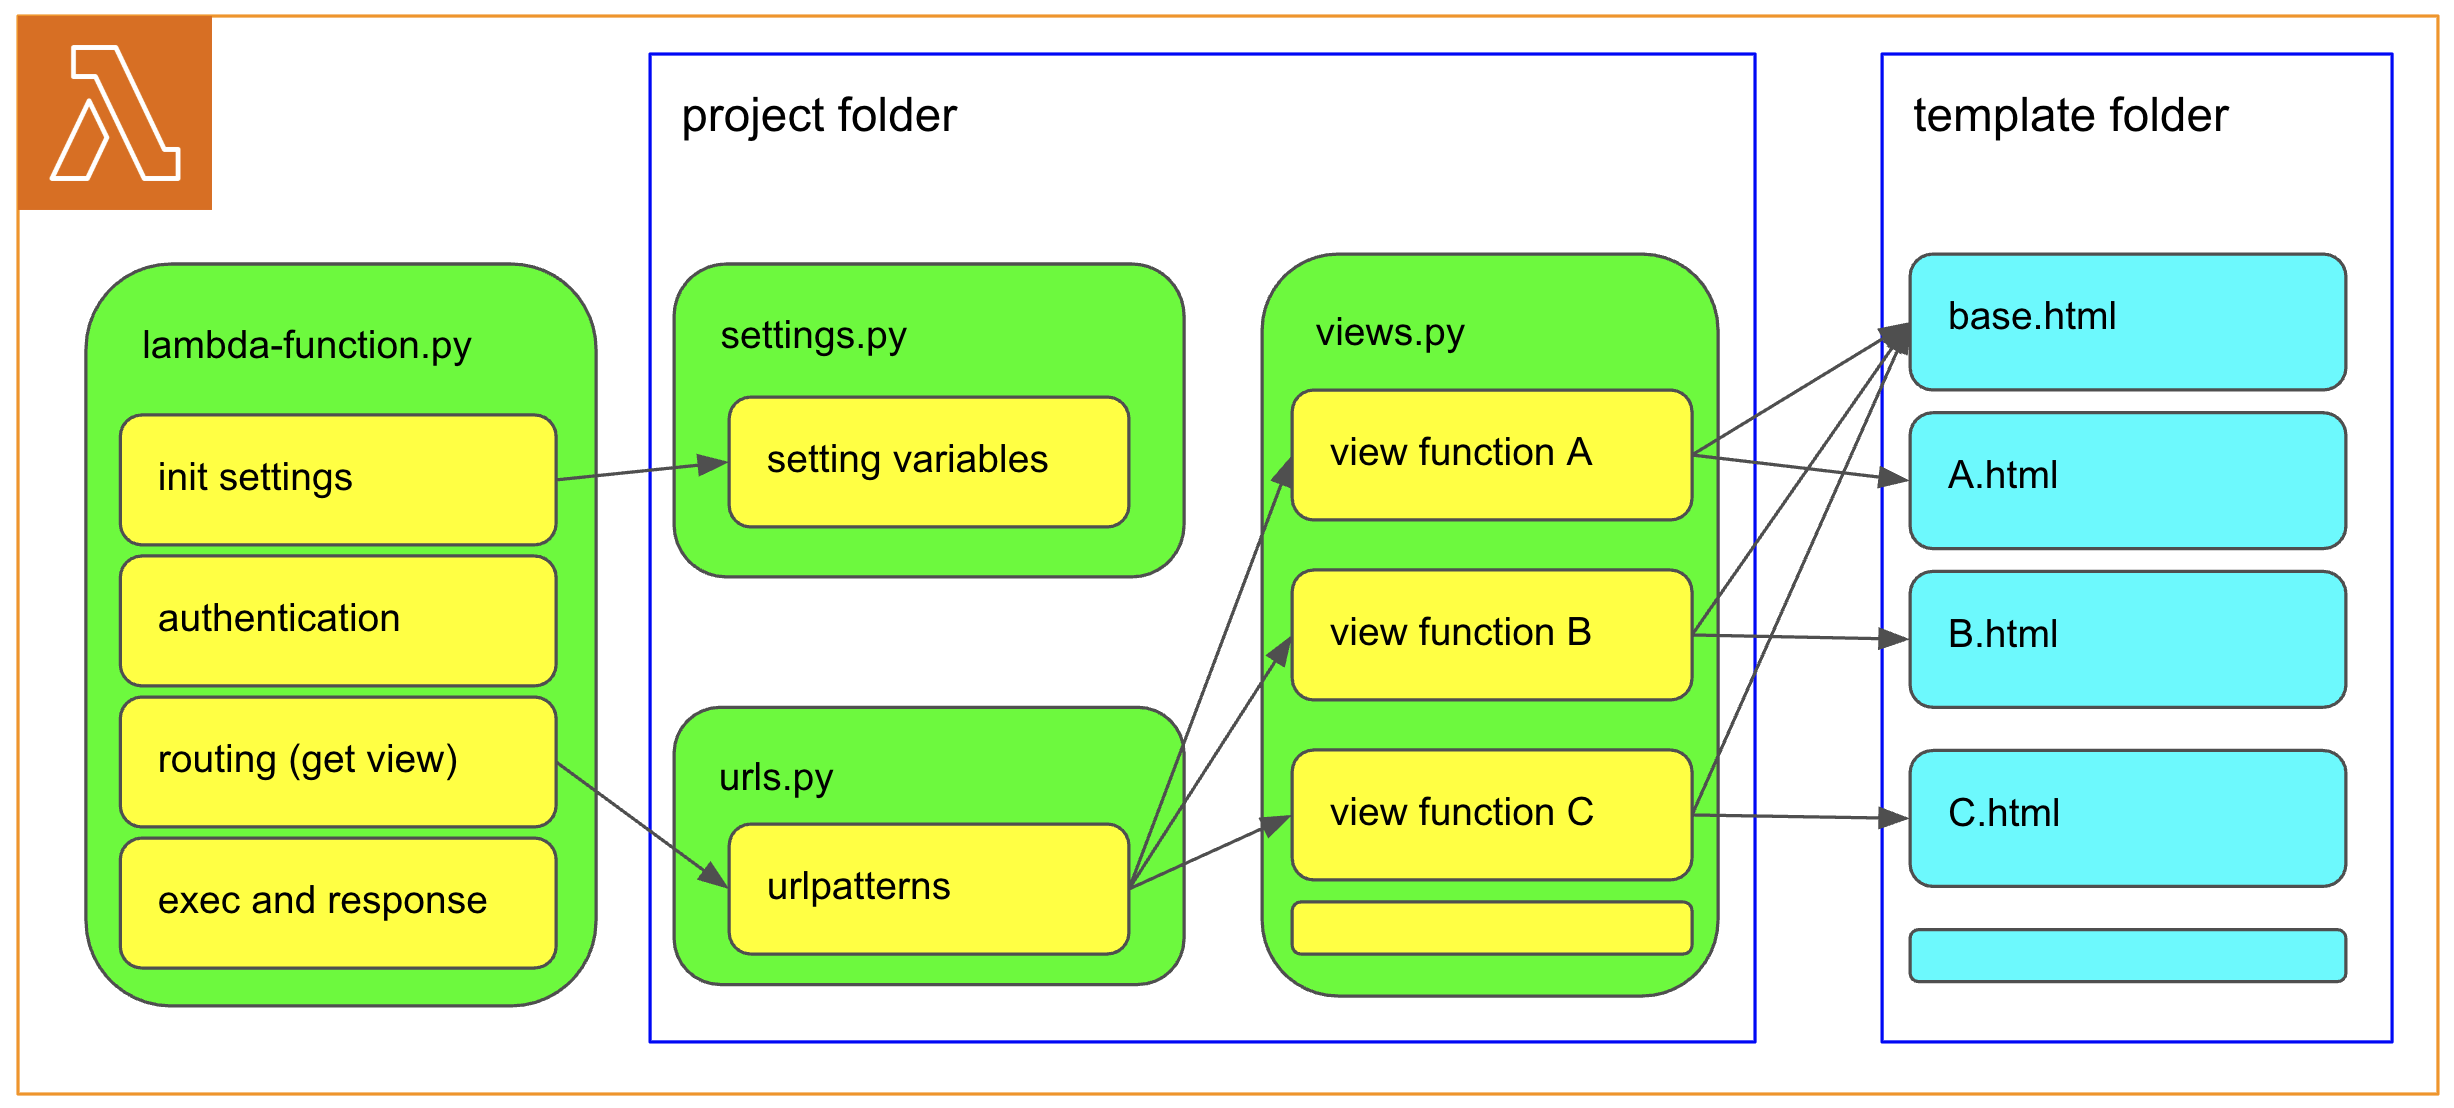 project folder
template folder
lambda-function.py
init settings
authentication
routing (get view)
exec and response
settings.py
setting variables
urls.py
urlpatterns
views.py
view function A
view function B
view function C
base.html
A.html
B.html
C.html